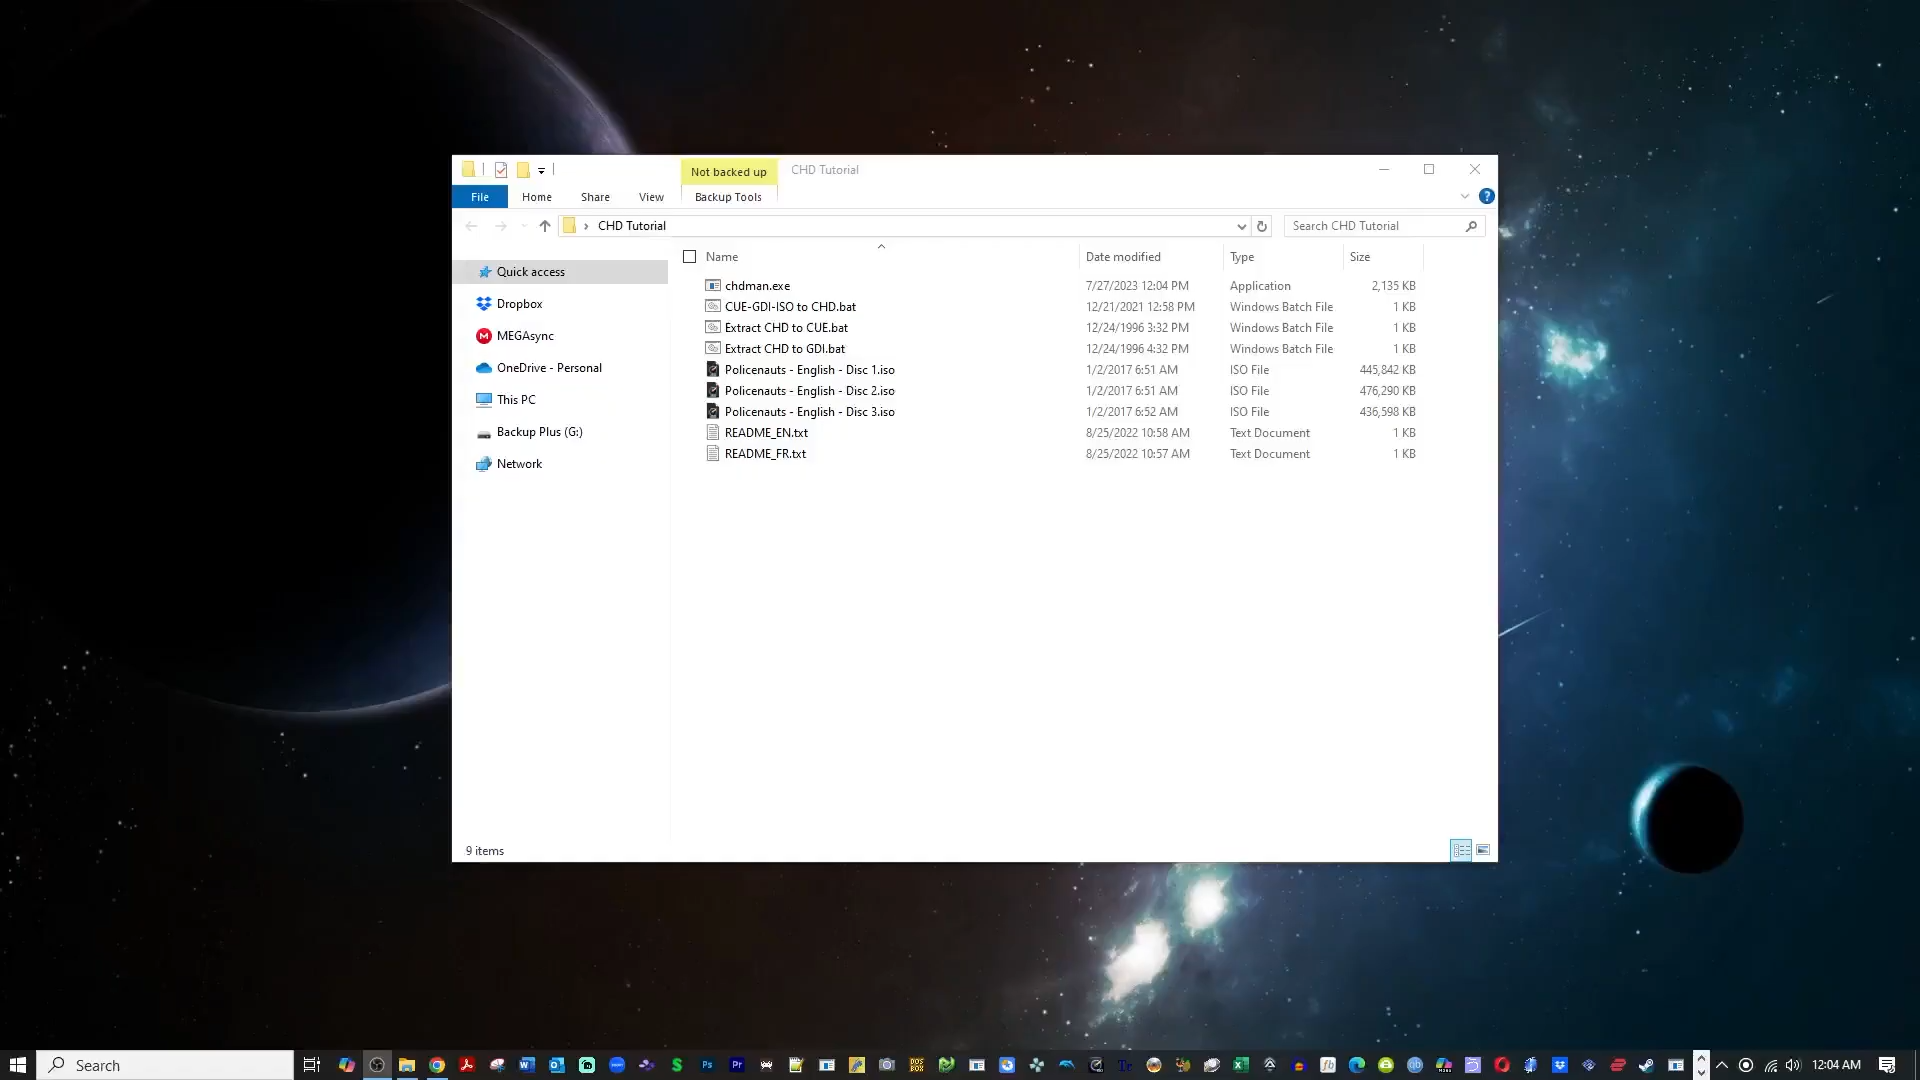 Not backed up
CHD Tutorial
File
Home
Share
View
Backup Tools
CHD Tutorial
Search CHD Tutorial
Name
Date modified
Type
Size
Quick access
Dropbox
MEGAsync
OneDrive - Personal
This PC
Backup Plus (G:)
Network
chdman.exe 7/27/2023 12:04 PM Application 2,135 KB
CUE-GDI-ISO to CHD.bat 12/21/2021 12:58 PM Windows Batch File 1 KB
Extract CHD to CUE.bat 12/24/1996 3:32 PM Windows Batch File 1 KB
Extract CHD to GDI.bat 12/24/1996 4:32 PM Windows Batch File 1 KB
Policenauts - English - Disc 1.iso 1/2/2017 6:51 AM ISO File 445,842 KB
Policenauts - English - Disc 2.iso 1/2/2017 6:51 AM ISO File 476,290 KB
Policenauts - English - Disc 3.iso 1/2/2017 6:52 AM ISO File 436,598 KB
README_EN.txt 8/25/2022 10:58 AM Text Document 1 KB
README_FR.txt 8/25/2022 10:57 AM Text Document 1 KB
9 items
Search
12:04 AM